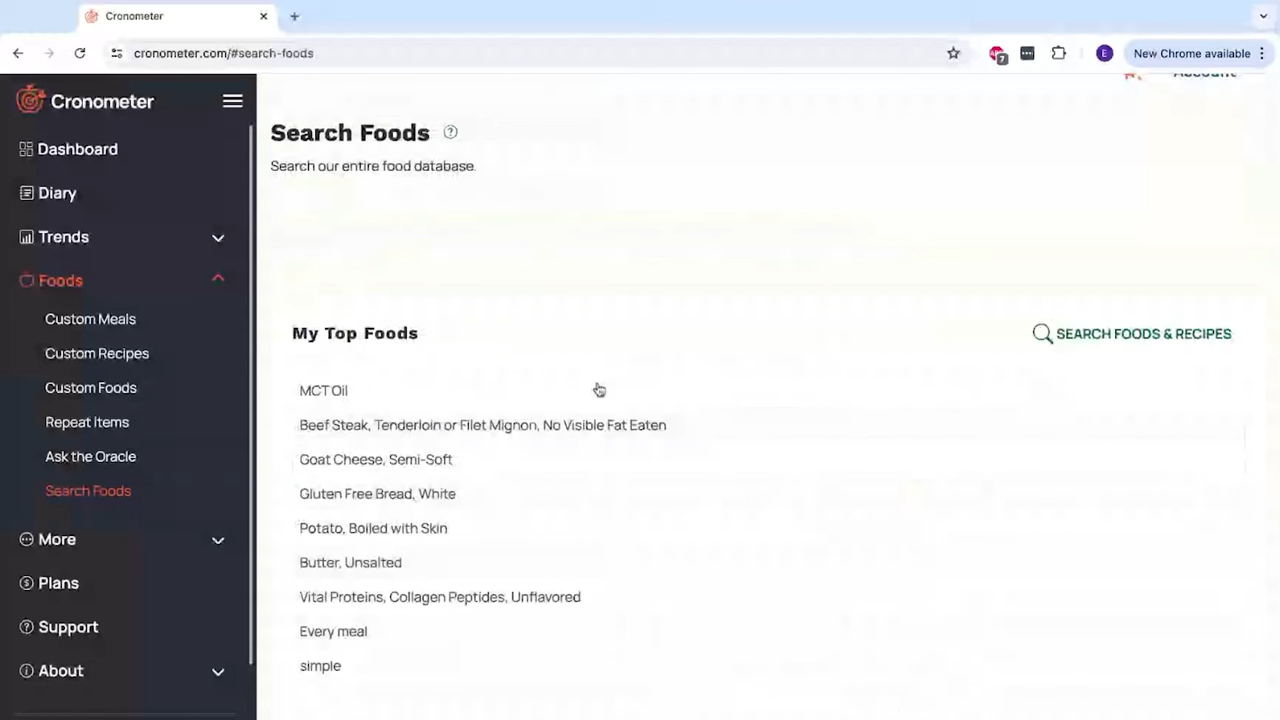 Cronometer
cronometer.com/#search-foods
7
E
New Chrome available
Cronometer
Dashboard
Diary
Trends
Foods
Custom Meals
Custom Recipes
Custom Foods
Repeat Items
Ask the Oracle
Search Foods
More
Plans
Support
About
Account
Search Foods
Search our entire food database.
My Top Foods
SEARCH FOODS & RECIPES
MCT Oil
Beef Steak, Tenderloin or Filet Mignon, No Visible Fat Eaten
Goat Cheese, Semi-Soft
Gluten Free Bread, White
Potato, Boiled with Skin
Butter, Unsalted
Vital Proteins, Collagen Peptides, Unflavored
Every meal
simple